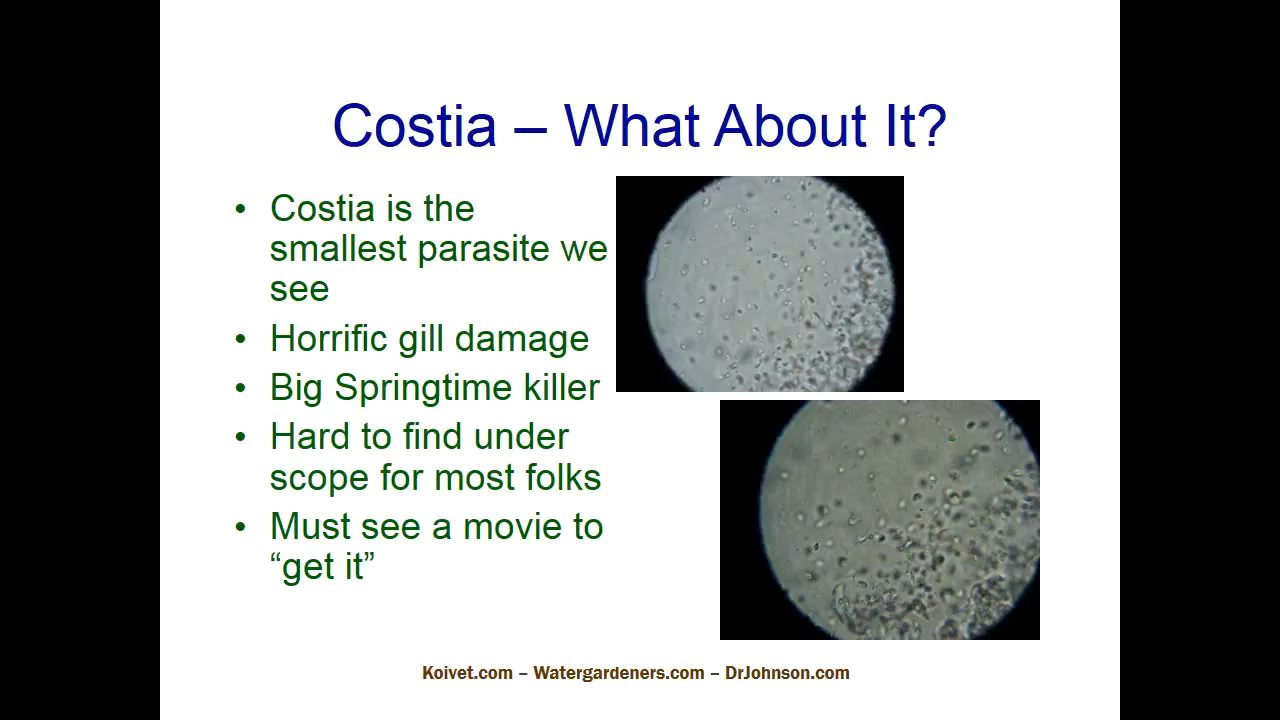 Costia – What About It?
• Costia is the
smallest parasite we
see
• Horrific gill damage
• Big Springtime killer
• Hard to find under
scope for most folks
• Must see a movie to
“get it”
Koivet.com – Watergardeners.com – DrJohnson.com